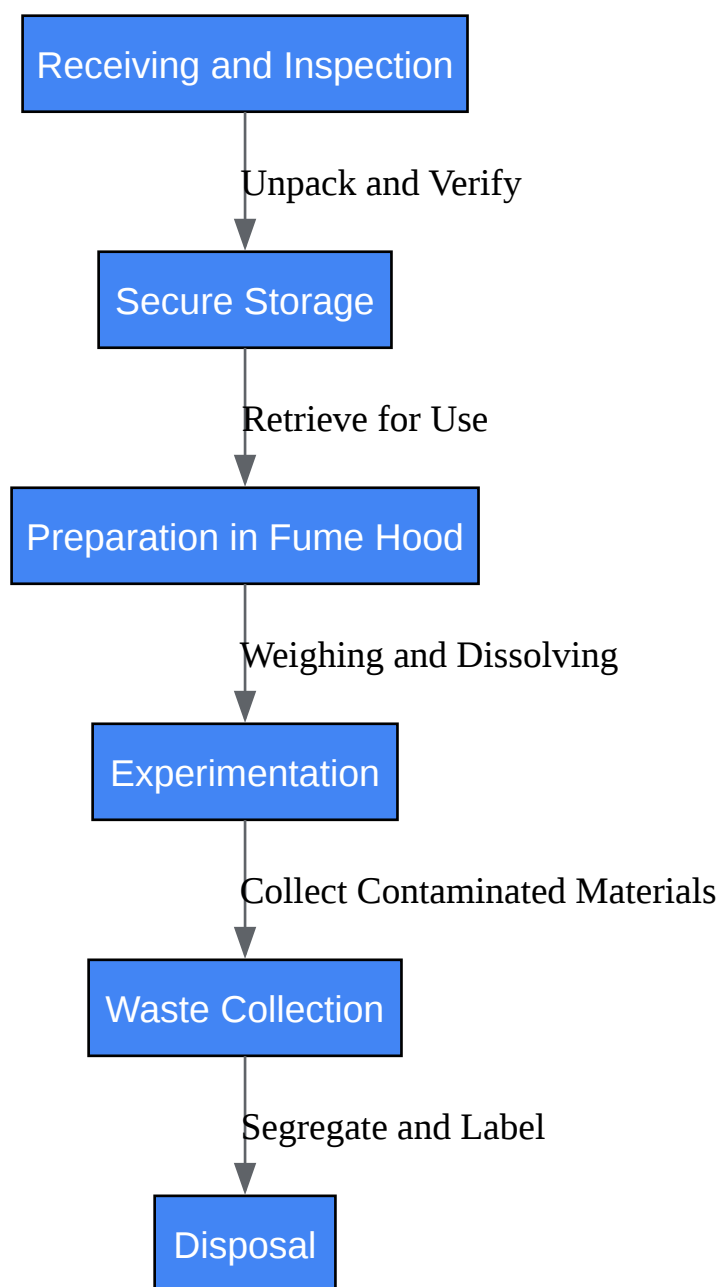 Receiving and Inspection
Unpack and Verify
Secure Storage
Retrieve for Use
Preparation in Fume Hood
Weighing and Dissolving
Experimentation
Collect Contaminated Materials
Waste Collection
Segregate and Label
Disposal